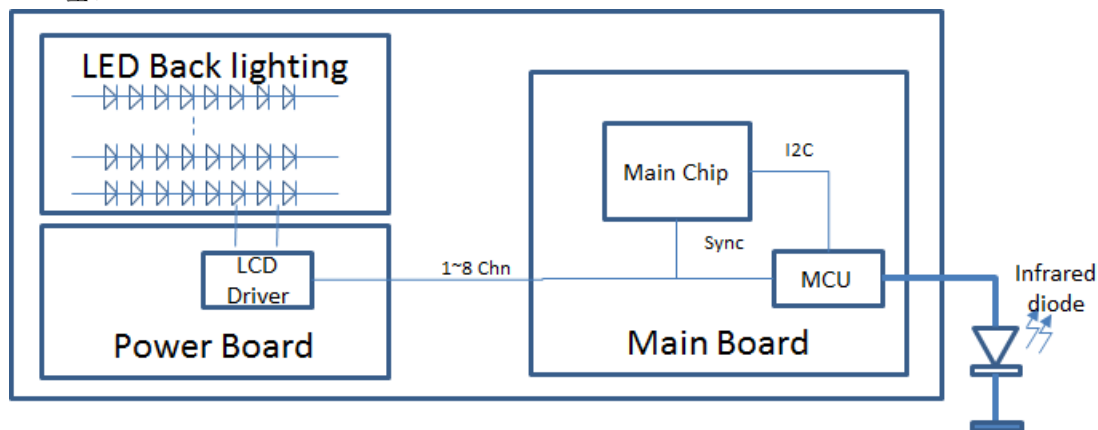 LED Back lighting
Main Chip
I2C
Sync
LCD
Driver
1~8 Chn
MCU
Infrared
diode
Power Board
Main Board